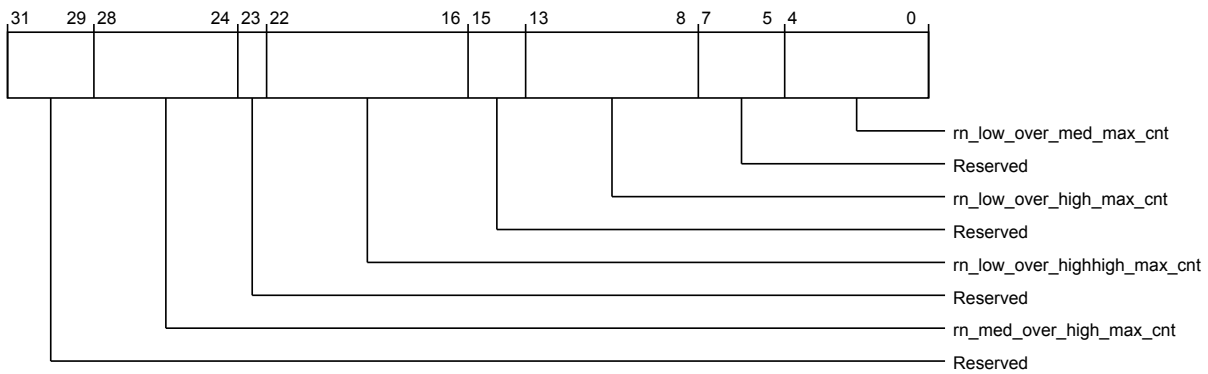 31 29 28 24 23 22 16 15 13 8 7 5 4 0
rn_low_over_med_max_cnt
Reserved
rn_low_over_high_max_cnt
Reserved
rn_low_over_highhigh_max_cnt
Reserved
rn_med_over_high_max_cnt
Reserved